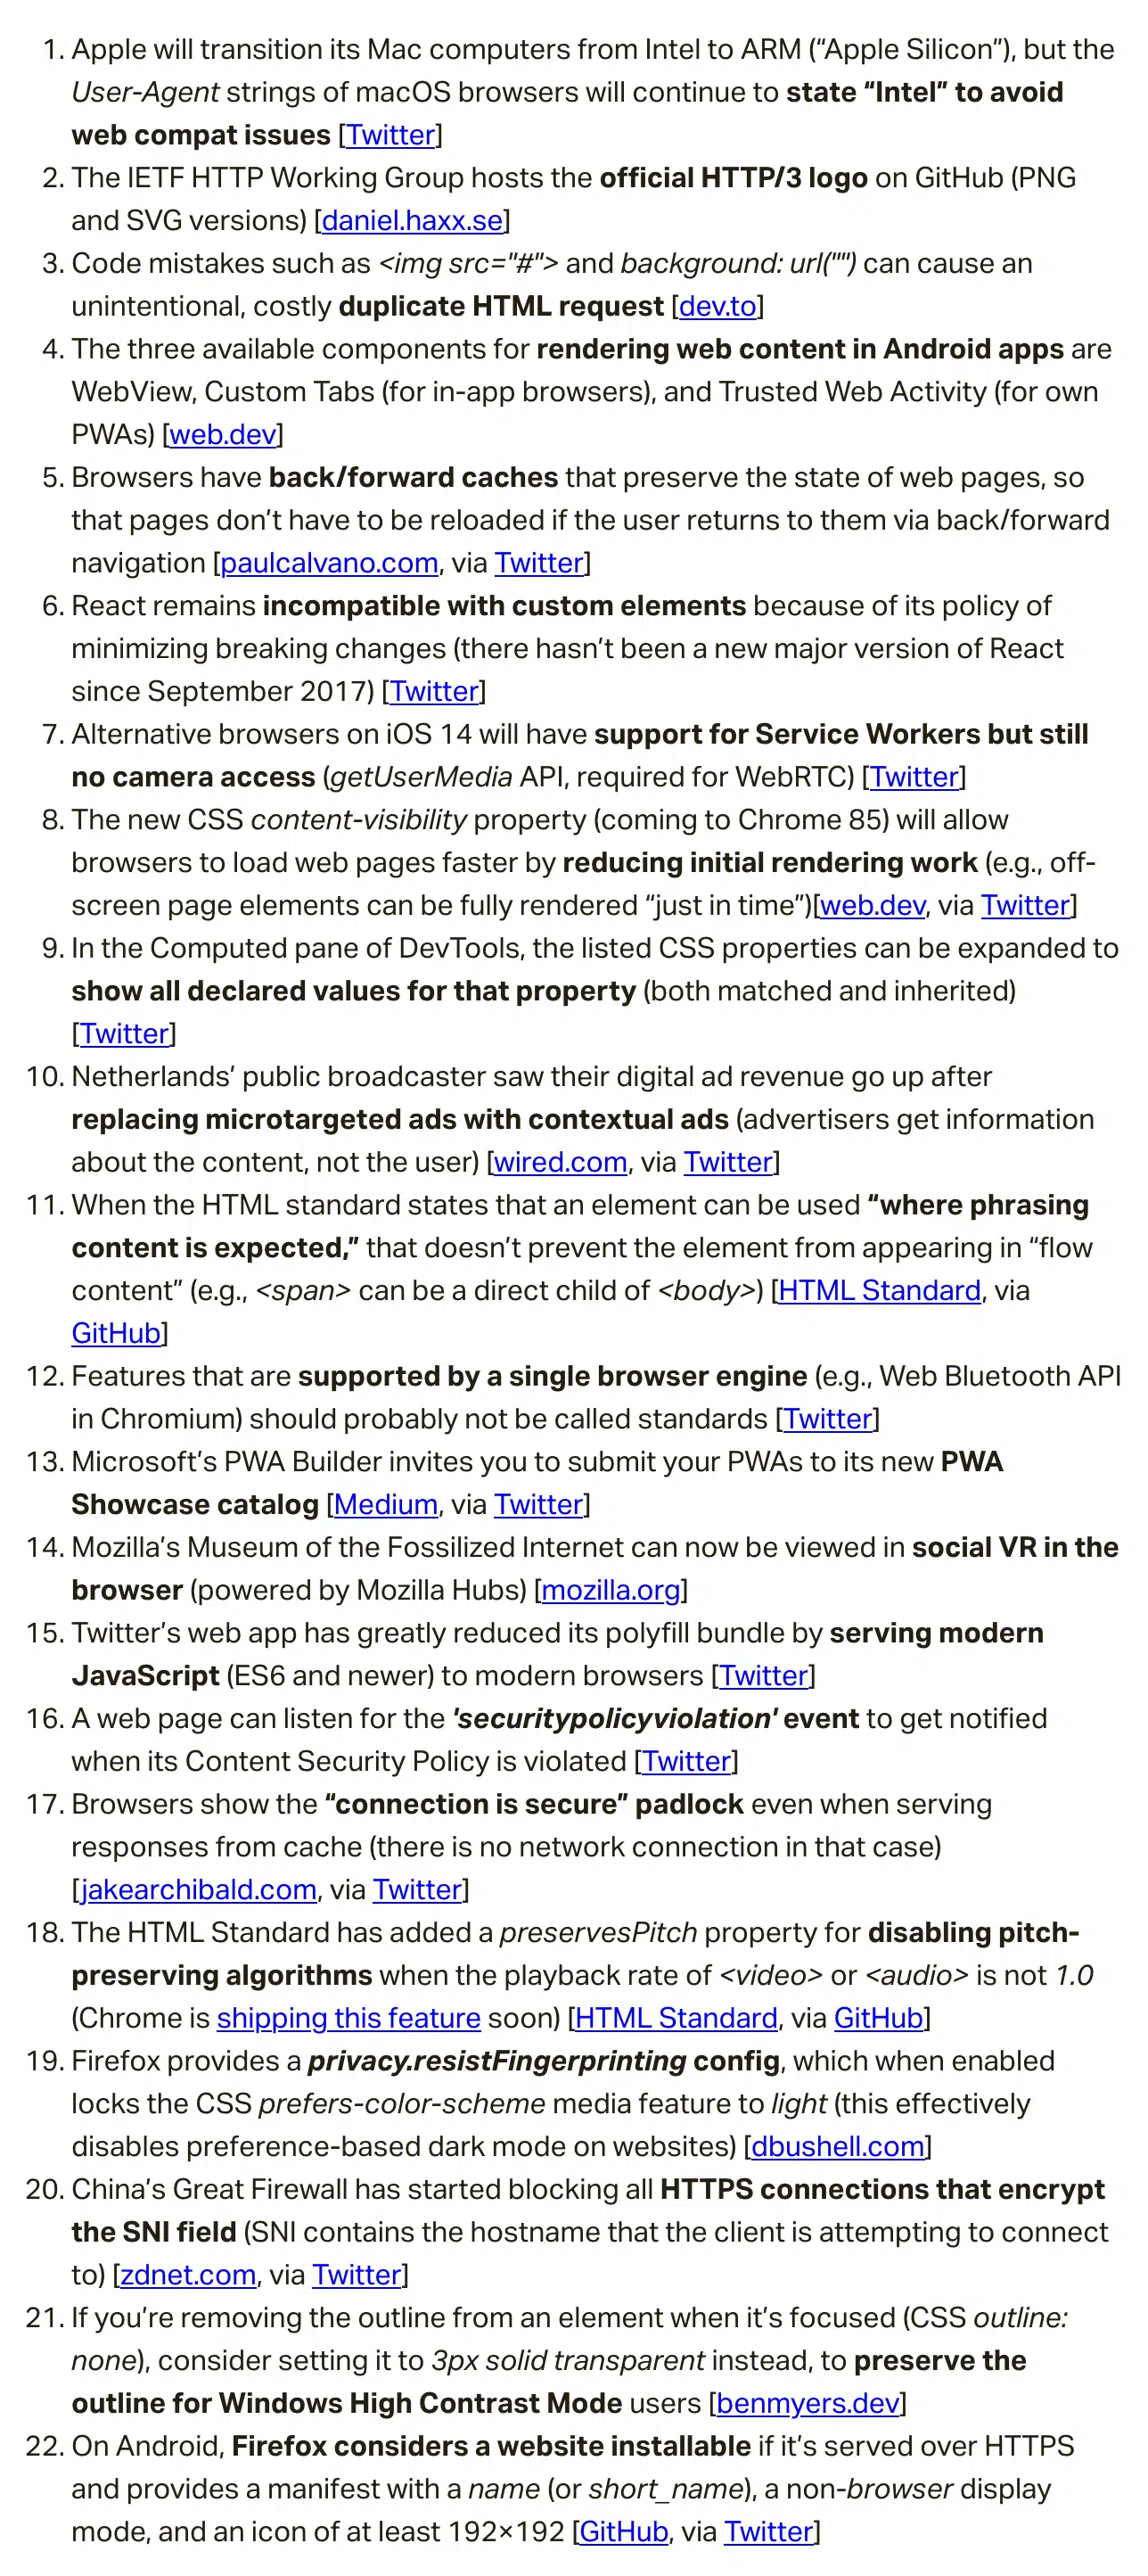 1. Apple will transition its Mac computers from Intel to ARM (“Apple Silicon”), but the
User-Agent strings of macOS browsers will continue to state “Intel” to avoid
web compat issues [Twitter]
2. The IETF HTTP Working Group hosts the official HTTP/3 logo on GitHub (PNG
and SVG versions) [daniel.haxx.se]
3. Code mistakes such as <img src="#"> and background: url("") can cause an
unintentional, costly duplicate HTML request [dev.to]
4. The three available components for rendering web content in Android apps are
WebView, Custom Tabs (for in-app browsers), and Trusted Web Activity (for own
PWAs) [web.dev]
5. Browsers have back/forward caches that preserve the state of web pages, so
that pages don’t have to be reloaded if the user returns to them via back/forward
navigation [paulcalvano.com, via Twitter]
6. React remains incompatible with custom elements because of its policy of
minimizing breaking changes (there hasn’t been a new major version of React
since September 2017) [Twitter]
7. Alternative browsers on iOS 14 will have support for Service Workers but still
no camera access (getUserMedia API, required for WebRTC) [Twitter]
8. The new CSS content-visibility property (coming to Chrome 85) will allow
browsers to load web pages faster by reducing initial rendering work (e.g., off-
screen page elements can be fully rendered “just in time”)[web.dev, via Twitter]
9. In the Computed pane of DevTools, the listed CSS properties can be expanded to
show all declared values for that property (both matched and inherited)
[Twitter]
10. Netherlands’ public broadcaster saw their digital ad revenue go up after
replacing microtargeted ads with contextual ads (advertisers get information
about the content, not the user) [wired.com, via Twitter]
11. When the HTML standard states that an element can be used “where phrasing
content is expected,” that doesn’t prevent the element from appearing in “flow
content” (e.g., <span> can be a direct child of <body>) [HTML Standard, via
GitHub]
12. Features that are supported by a single browser engine (e.g., Web Bluetooth API
in Chromium) should probably not be called standards [Twitter]
13. Microsoft’s PWA Builder invites you to submit your PWAs to its new PWA
Showcase catalog [Medium, via Twitter]
14. Mozilla’s Museum of the Fossilized Internet can now be viewed in social VR in the
browser (powered by Mozilla Hubs) [mozilla.org]
15. Twitter’s web app has greatly reduced its polyfill bundle by serving modern
JavaScript (ES6 and newer) to modern browsers [Twitter]
16. A web page can listen for the 'securitypolicyviolation' event to get notified
when its Content Security Policy is violated [Twitter]
17. Browsers show the “connection is secure” padlock even when serving
responses from cache (there is no network connection in that case)
[jakearchibald.com, via Twitter]
18. The HTML Standard has added a preservesPitch property for disabling pitch-
preserving algorithms when the playback rate of <video> or <audio> is not 1.0
(Chrome is shipping this feature soon) [HTML Standard, via GitHub]
19. Firefox provides a privacy.resistFingerprinting config, which when enabled
locks the CSS prefers-color-scheme media feature to light (this effectively
disables preference-based dark mode on websites) [dbushell.com]
20. China’s Great Firewall has started blocking all HTTPS connections that encrypt
the SNI field (SNI contains the hostname that the client is attempting to connect
to) [zdnet.com, via Twitter]
21. If you’re removing the outline from an element when it’s focused (CSS outline:
none), consider setting it to 3px solid transparent instead, to preserve the
outline for Windows High Contrast Mode users [benmyers.dev]
22. On Android, Firefox considers a website installable if it’s served over HTTPS
and provides a manifest with a name (or short_name), a non-browser display
mode, and an icon of at least 192×192 [GitHub, via Twitter]